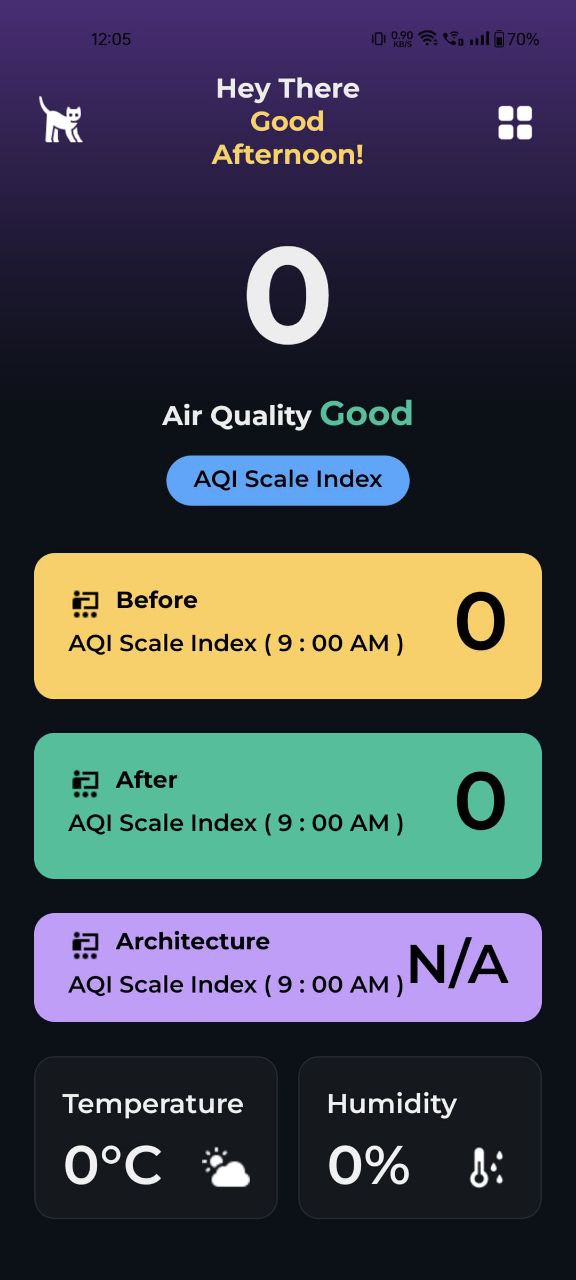 12:05 0.90 KB/S 70%
Hey There
Good
Afternoon!
0
Air Quality Good
AQI Scale Index
Before
AQI Scale Index ( 9 : 00 AM )
0
After
AQI Scale Index ( 9 : 00 AM )
0
Architecture
AQI Scale Index ( 9 : 00 AM )
N/A
Temperature
0°C
Humidity
0%